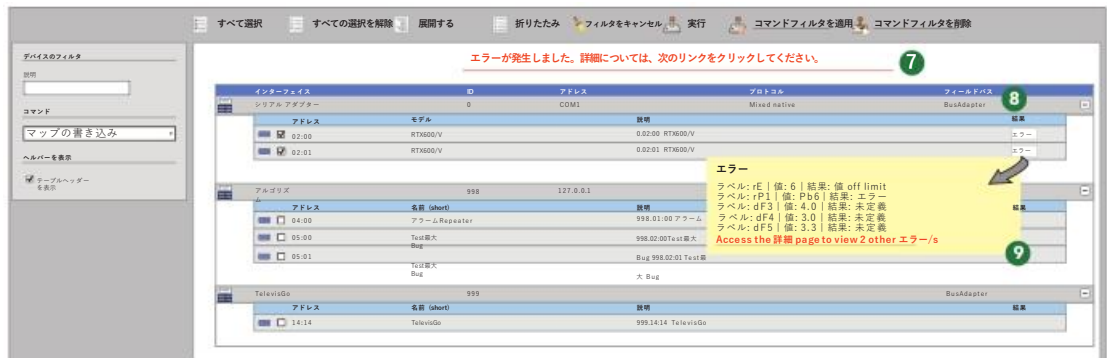 すべて選択 すべての選択を解除 展開する 折りたたみ フィルタをキャンセル 実行 コマンドフィルタを適用 コマンドフィルタを削除
デバイスのフィルタ
説明
コマンド
マップの書き込み
ヘルパーを表示
テーブルヘッダー
を表示
エラーが発生しました。詳細については、次のリンクをクリックしてください。
7
インターフェイス ID アドレス プロトコル フィールドバス
8
シリアル アダプター 0 COM1 Mixed native BusAdapter
アドレス モデル 説明 結果
02:00 RTX600/V 0.02:00 RTX600/V エラー
02:01 RTX600/V 0.02:01 RTX600/V エラー
エラー
ラベル: rE | 値: 6 | 結果: 値 off limit
ラベル: rP1 | 値: Pb6 | 結果: エラー
ラベル: dF3 | 値: 4.0 | 結果: 未定義
ラベル: dF4 | 値: 3.0 | 結果: 未定義
ラベル: dF5 | 値: 3.3 | 結果: 未定義
Access the 詳細 page to view 2 other エラー/s
9
アルゴリズ
ム
998 127.0.0.1
アドレス 名前 (short) 説明 結果
04:00 アラームRepeater 998.01:00 アラーム
05:00 Test最大
Bug
998.02:00Test最大
05:01 Bug 998.02:01 Test最
Test最大
Bug
大 Bug
TelevisGo 999 BusAdapter
アドレス 名前 (short) 説明 結果
14:14 TelevisGo 999.14:14 TelevisGo